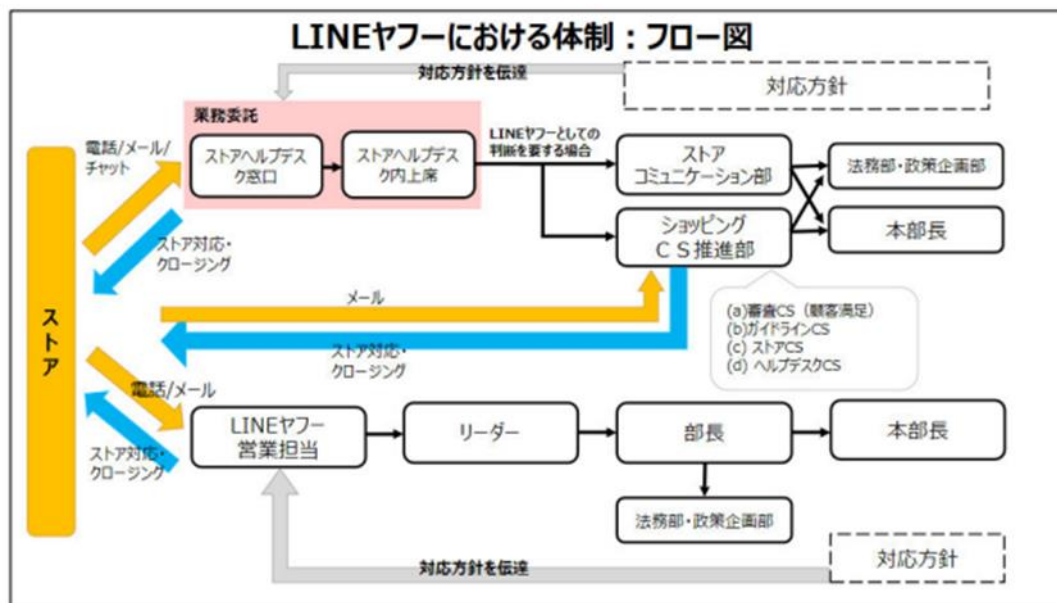 LINEヤフーにおける体制：フロー図
対応方針を伝達
対応方針
業務委託
電話/メール/
チャット
ストアヘルプデス
ク窓口
ストアヘルプデス
ク内上席
LINEヤフーとしての
判断を要する場合
ストア
コミュニケーション部
法務部・政策企画部
本部長
ショッピング
ＣＳ推進部
ストア対応・
クロージング
メール
(a)審査CS（顧客満足）
(b)ガイドラインCS
(c) ストアCS
(d) ヘルプデスクCS
ストア対応・
クロージング
ストア
電話/メール
LINEヤフー
営業担当
リーダー
部長
本部長
ストア対応・
クロージング
法務部・政策企画部
対応方針を伝達
対応方針